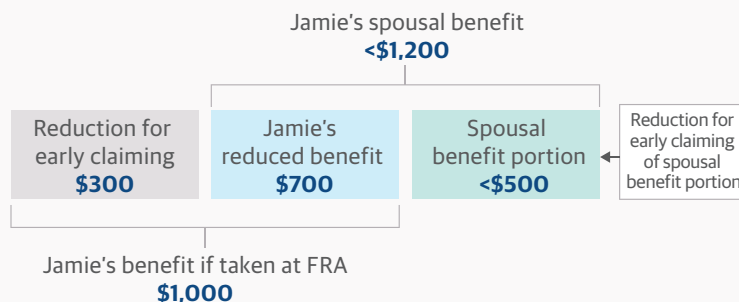 Jamie's spousal benefit
<$1,200
Reduction for
early claiming
$300
Jamie's
reduced benefit
$700
Spousal
benefit portion
<$500
Reduction for
early claiming
of spousal
benefit portion
Jamie's benefit if taken at FRA
$1,000